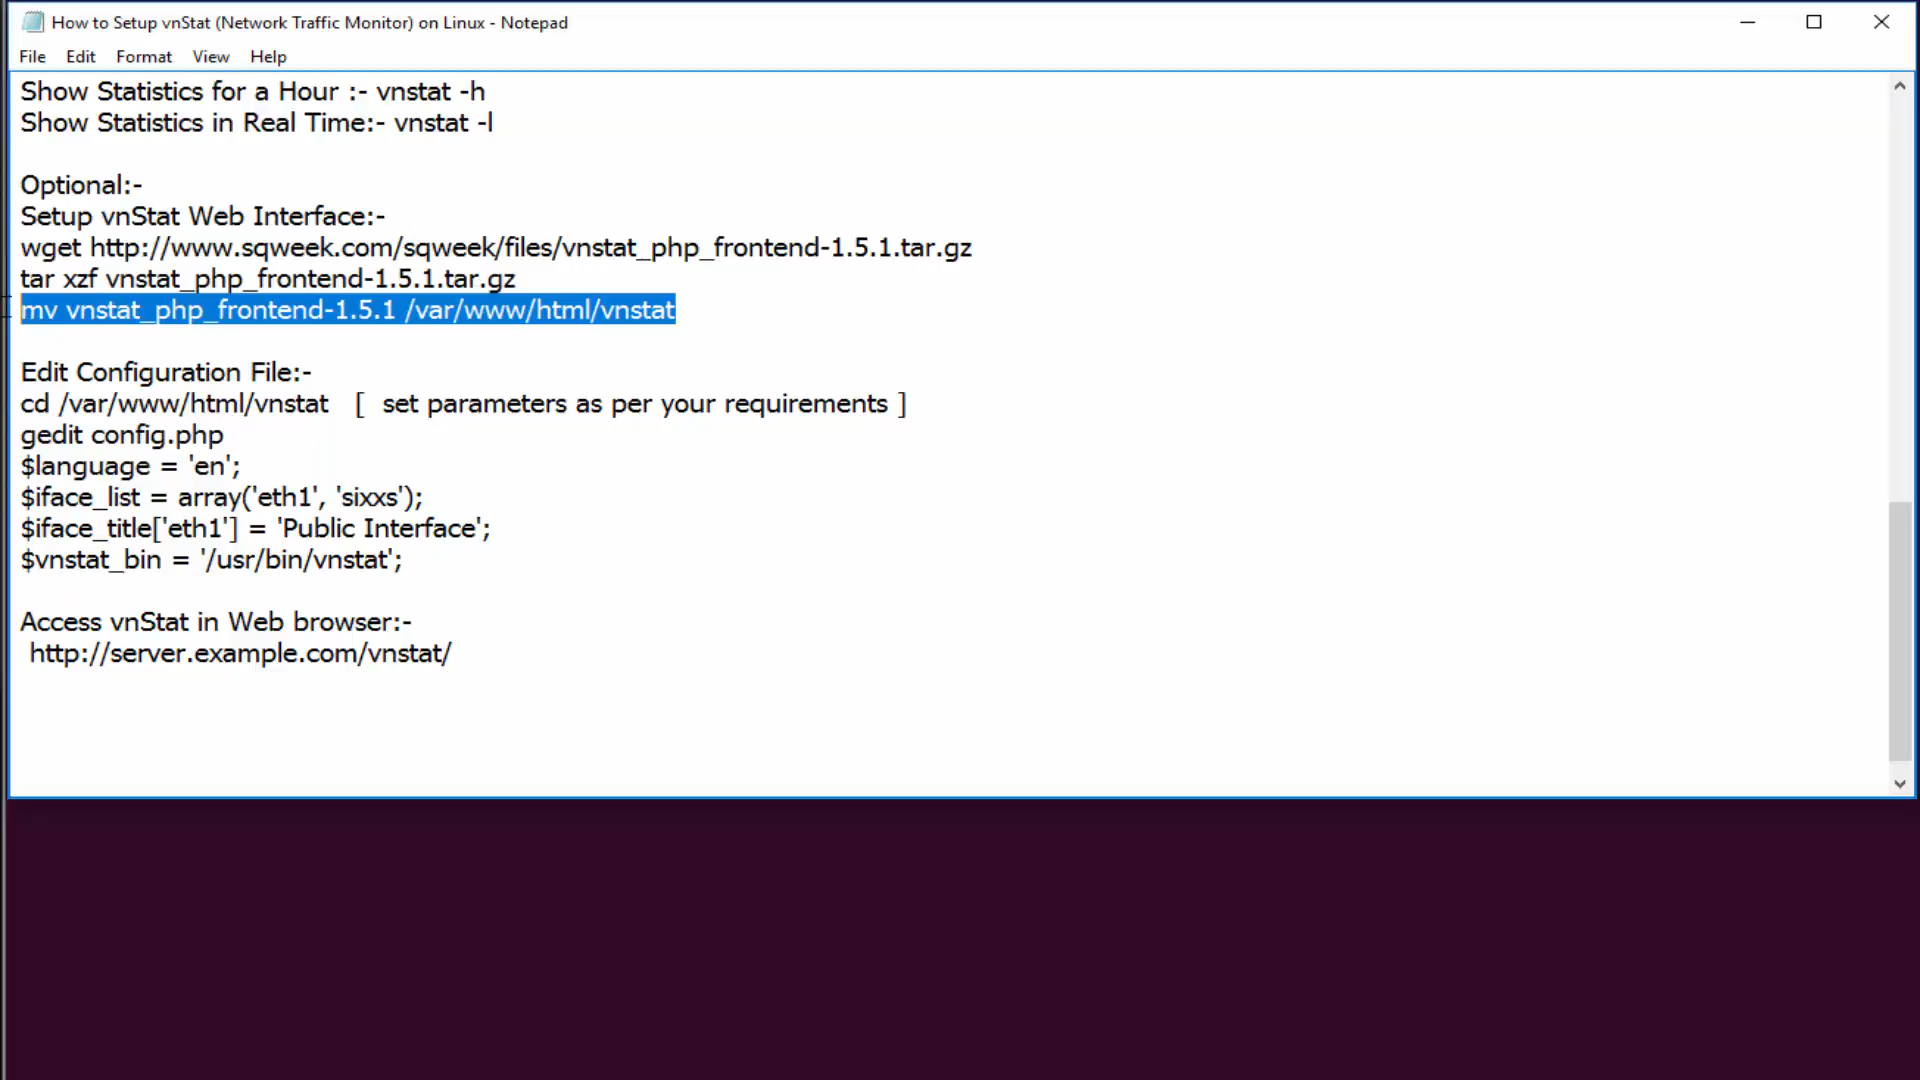 How to Setup vnStat (Network Traffic Monitor) on Linux - Notepad
File Edit Format View Help
Show Statistics for a Hour :- vnstat -h
Show Statistics in Real Time:- vnstat -l
Optional:-
Setup vnStat Web Interface:-
wget http://www.sqweek.com/sqweek/files/vnstat_php_frontend-1.5.1.tar.gz
tar xzf vnstat_php_frontend-1.5.1.tar.gz
mv vnstat_php_frontend-1.5.1 /var/www/html/vnstat
Edit Configuration File:-
cd /var/www/html/vnstat   [  set parameters as per your requirements ]
gedit config.php
$language = 'en';
$iface_list = array('eth1', 'sixxs');
$iface_title['eth1'] = 'Public Interface';
$vnstat_bin = '/usr/bin/vnstat';
Access vnStat in Web browser:-
http://server.example.com/vnstat/